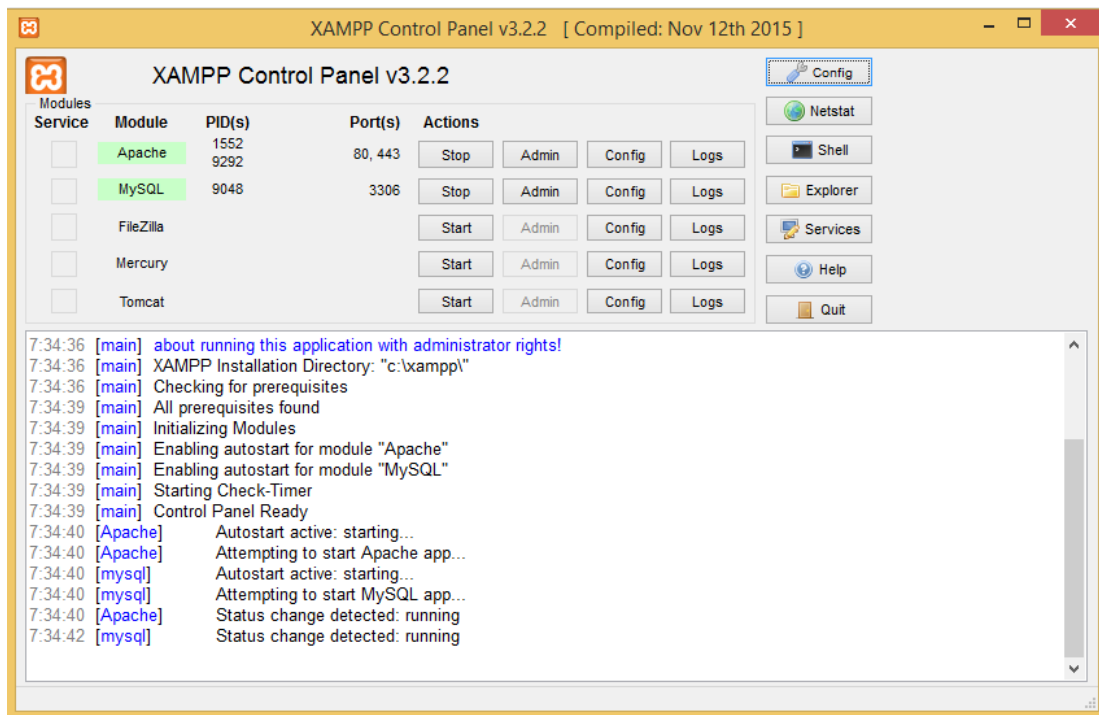 XAMPP Control Panel v3.2.2 [ Compiled: Nov 12th 2015 ]
XAMPP Control Panel v3.2.2
Config
Modules
Netstat
Service Module PID(s) Port(s) Actions
Apache 1552 9292 80, 443 Stop Admin Config Logs
Shell
MySQL 9048 3306 Stop Admin Config Logs
Explorer
FileZilla Start Admin Config Logs
Services
Mercury Start Admin Config Logs
Help
Tomcat Start Admin Config Logs
Quit
7:34:36 [main] about running this application with administrator rights!
7:34:36 [main] XAMPP Installation Directory: "c:\xampp\"
7:34:36 [main] Checking for prerequisites
7:34:39 [main] All prerequisites found
7:34:39 [main] Initializing Modules
7:34:39 [main] Enabling autostart for module "Apache"
7:34:39 [main] Enabling autostart for module "MySQL"
7:34:39 [main] Starting Check-Timer
7:34:39 [main] Control Panel Ready
7:34:40 [Apache] Autostart active: starting...
7:34:40 [Apache] Attempting to start Apache app...
7:34:40 [mysql] Autostart active: starting...
7:34:40 [mysql] Attempting to start MySQL app...
7:34:40 [Apache] Status change detected: running
7:34:42 [mysql] Status change detected: running